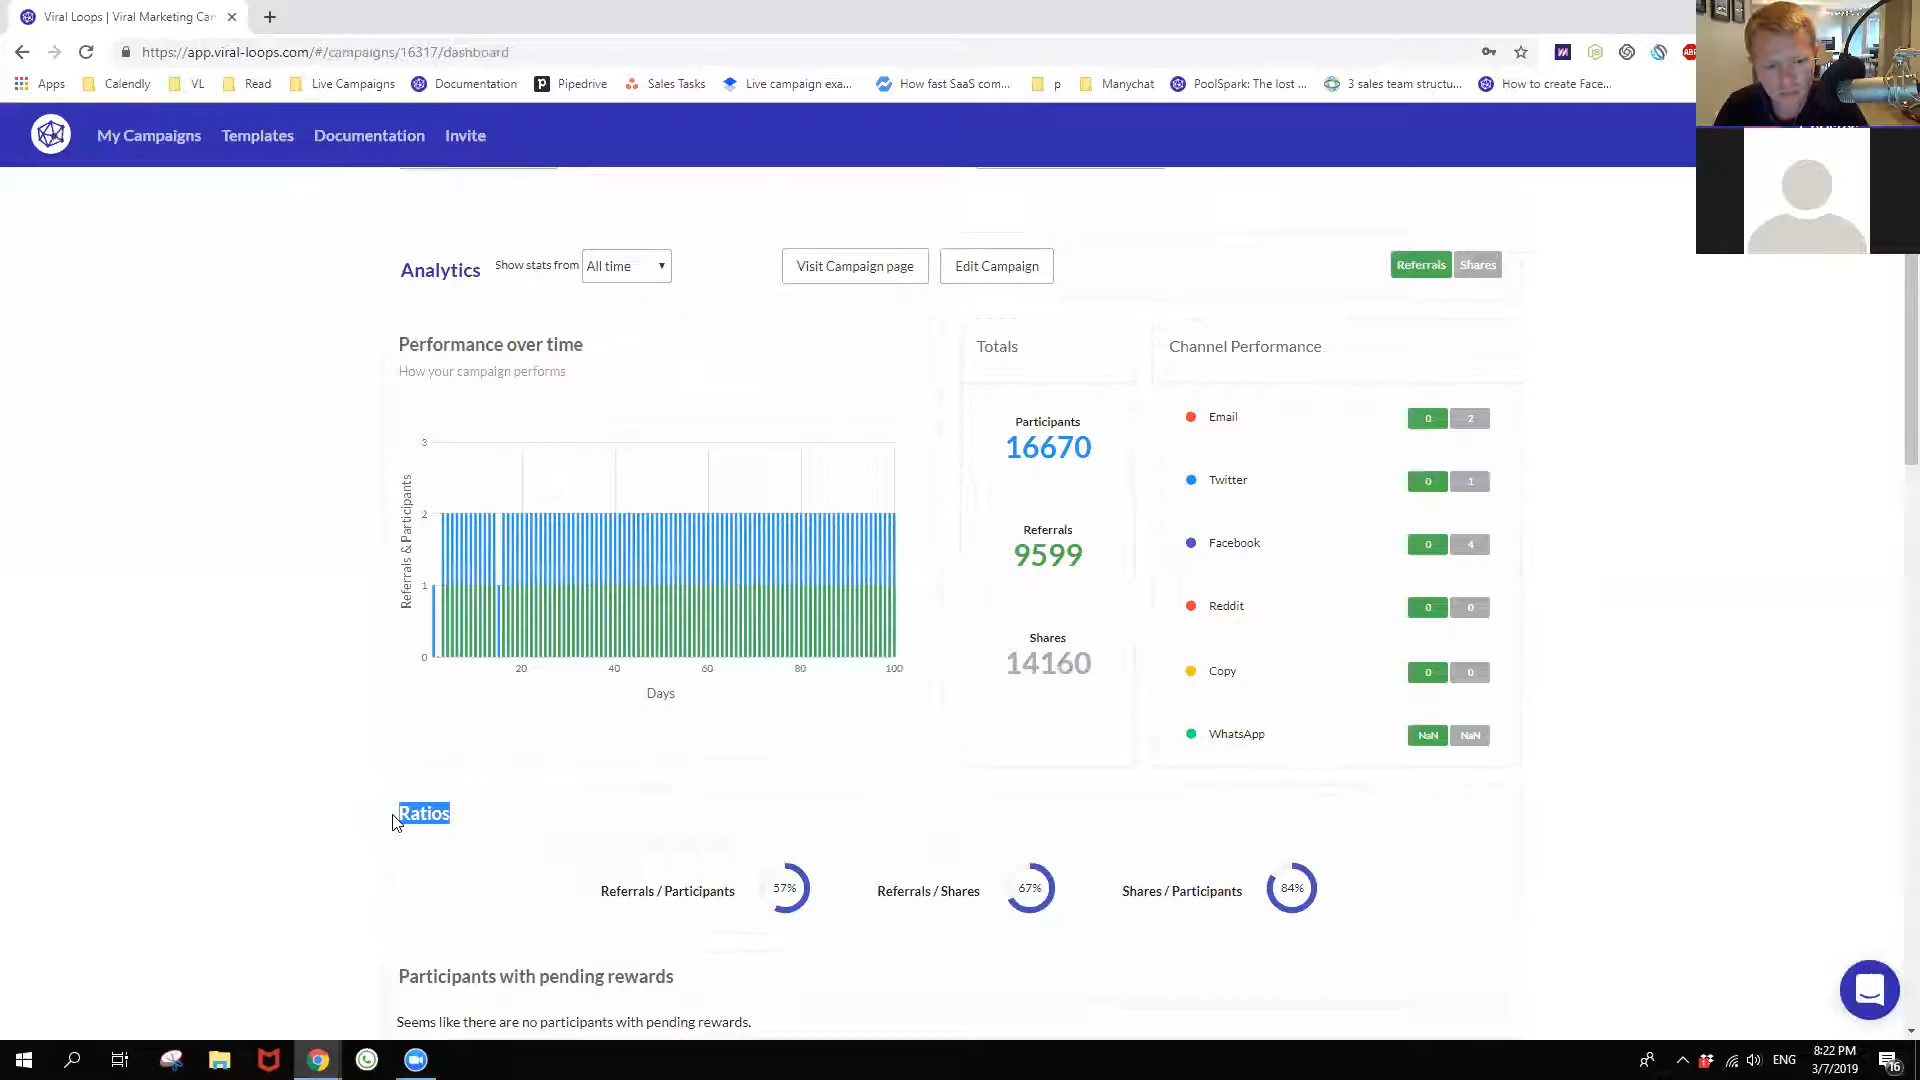 Viral Loops | Viral Marketing Car
https://app.viral-loops.com/#/campaigns/16317/dashboard
Apps Calendly VL Read Live Campaigns Documentation Pipedrive Sales Tasks Live campaign exa... How fast SaaS com... p Manychat PoolSpark: The lost ... 3 sales team structu... How to create Face...
My Campaigns Templates Documentation Invite
Analytics Show stats from All time Visit Campaign page Edit Campaign Referrals Shares
Performance over time
How your campaign performs
Referrals & Participants
3
2
1
0
20 40 60 80 100
Days
Totals
Participants
16670
Referrals
9599
Shares
14160
Channel Performance
Email 0 2
Twitter 0 1
Facebook 0 4
Reddit 0 0
Copy 0 0
WhatsApp NaN NaN
Ratios
Referrals / Participants 57% Referrals / Shares 67% Shares / Participants 84%
Participants with pending rewards
Seems like there are no participants with pending rewards.
ENG
8:22 PM
3/7/2019
16